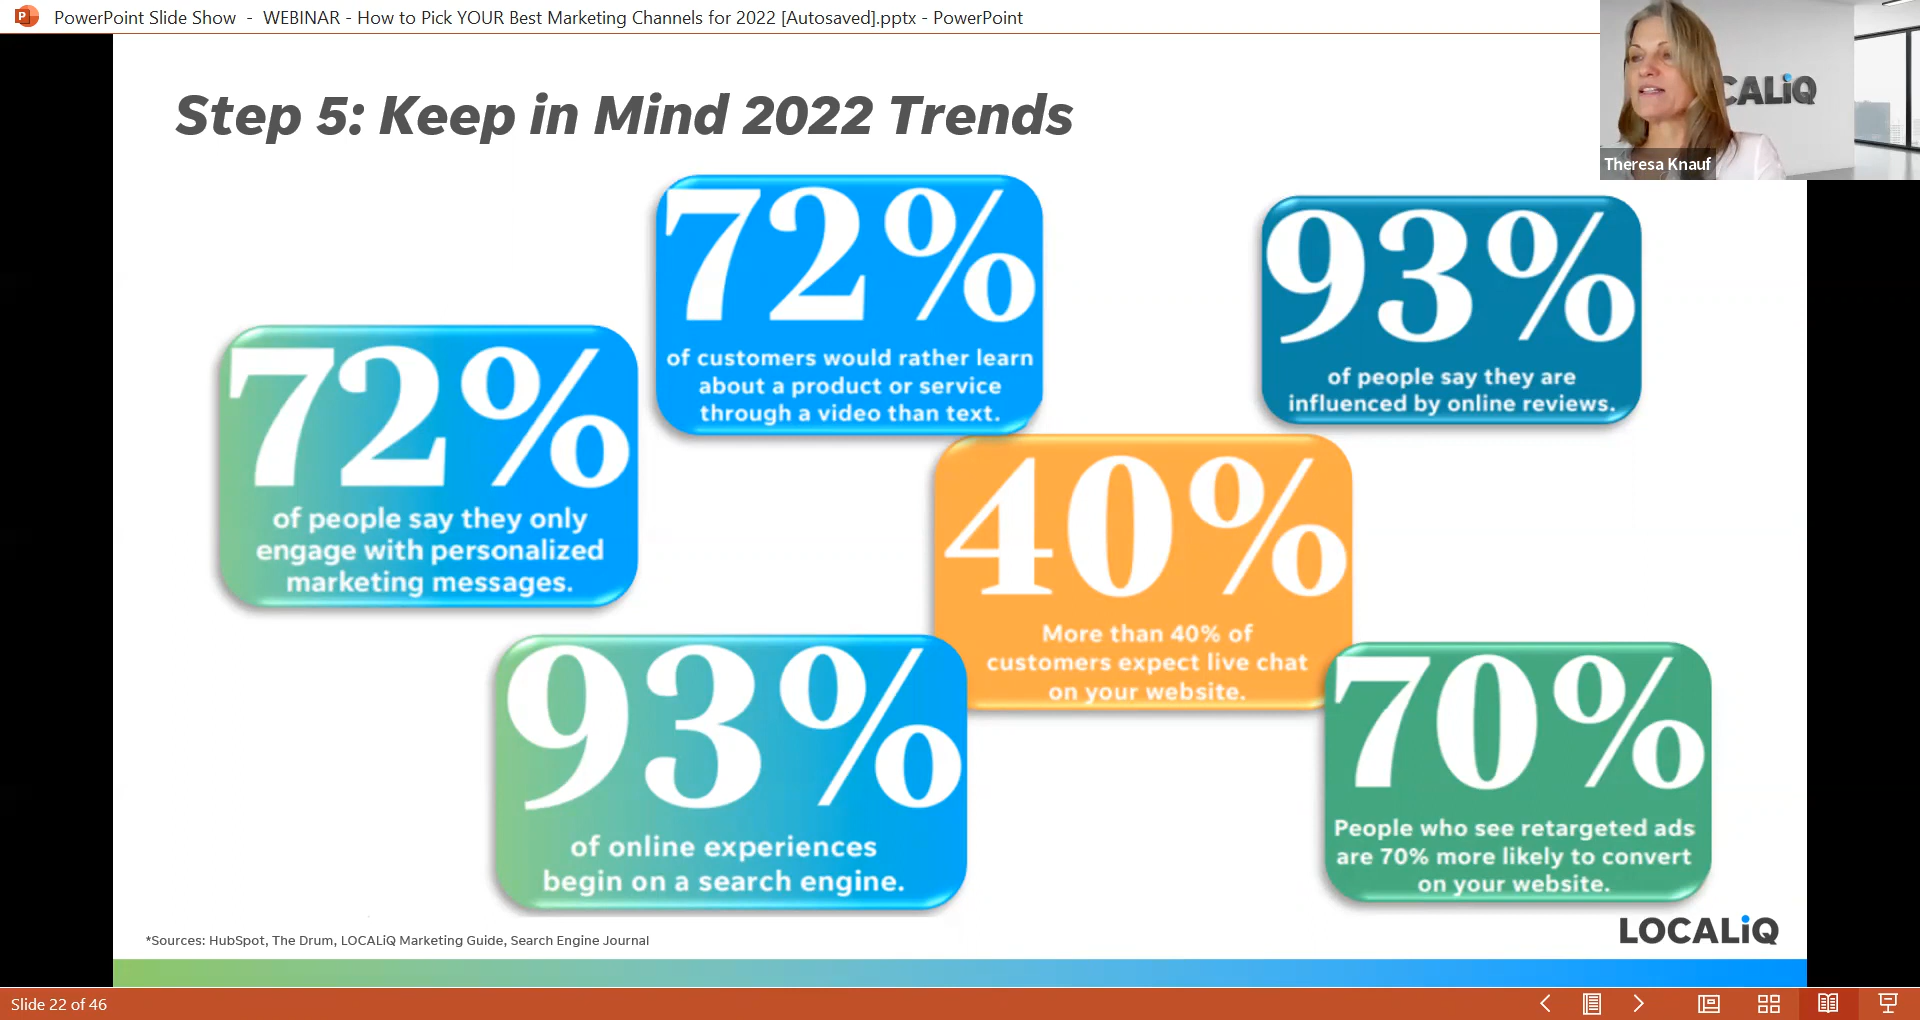 PowerPoint Slide Show - WEBINAR - How to Pick YOUR Best Marketing Channels for 2022 [Autosaved].pptx - PowerPoint
CALiQ
Theresa Knauf
Step 5: Keep in Mind 2022 Trends
72%
of customers would rather learn
about a product or service
through a video than text.
93%
of people say they are
influenced by online reviews.
72%
of people say they only
engage with personalized
marketing messages.
40%
More than 40% of
customers expect live chat
on your website.
93%
of online experiences
begin on a search engine.
70%
People who see retargeted ads
are 70% more likely to convert
on your website.
*Sources: HubSpot, The Drum, LOCALiQ Marketing Guide, Search Engine Journal
LOCALiQ
Slide 22 of 46